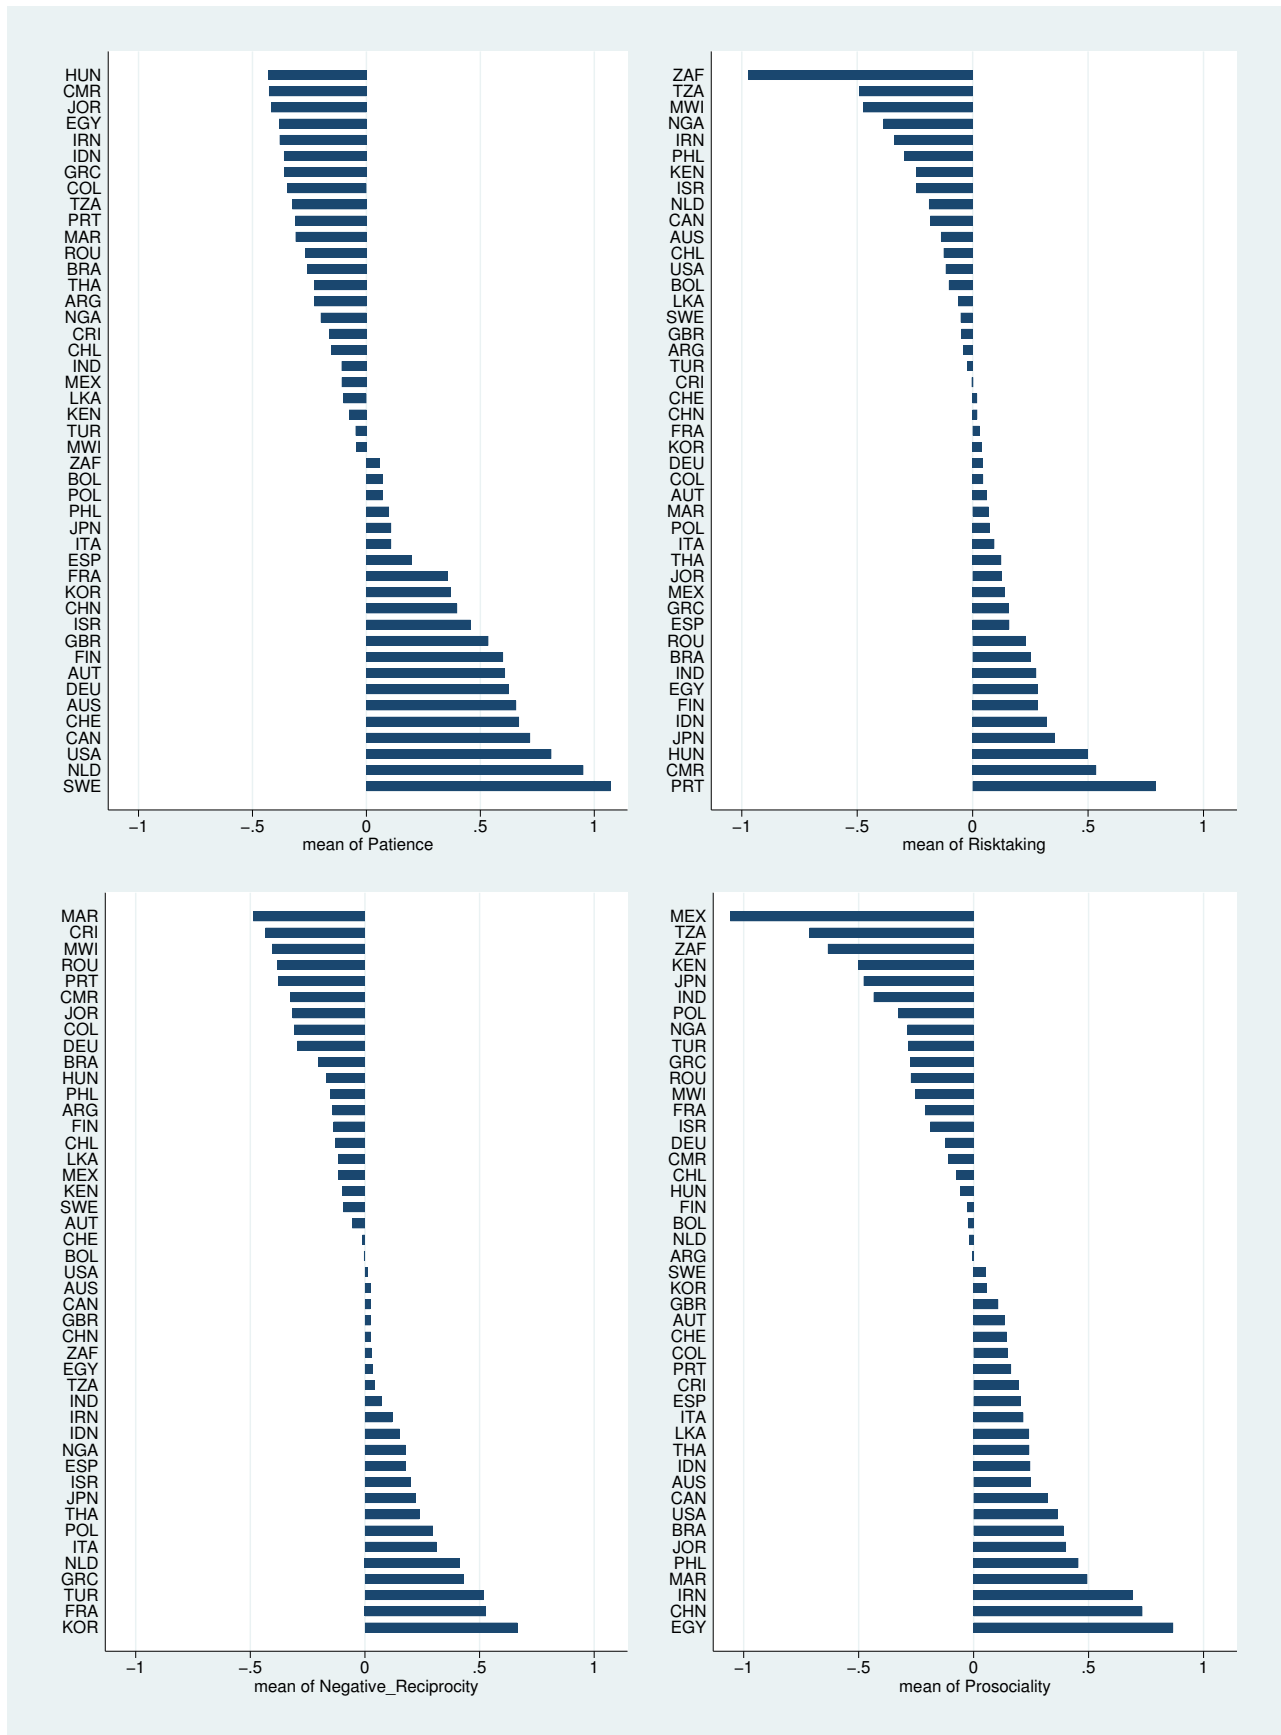 HUN
CMR
JOR
EGY
IRN
IDN
GRC
COL
TZA
PRT
MAR
ROU
BRA
THA
ARG
NGA
CRI
CHL
IND
MEX
LKA
KEN
TUR
MWI
ZAF
BOL
POL
PHL
JPN
ITA
ESP
FRA
KOR
CHN
ISR
GBR
FIN
AUT
DEU
AUS
CHE
CAN
USA
NLD
SWE
−1 −.5 0 .5 1
mean of Patience
ZAF
TZA
MWI
NGA
IRN
PHL
KEN
ISR
NLD
CAN
AUS
CHL
USA
BOL
LKA
SWE
GBR
ARG
TUR
CRI
CHE
CHN
FRA
KOR
DEU
COL
AUT
MAR
POL
ITA
THA
JOR
MEX
GRC
ESP
ROU
BRA
IND
EGY
FIN
IDN
JPN
HUN
CMR
PRT
−1 −.5 0 .5 1
mean of Risktaking
MAR
CRI
MWI
ROU
PRT
CMR
JOR
COL
DEU
BRA
HUN
PHL
ARG
FIN
CHL
LKA
MEX
KEN
SWE
AUT
CHE
BOL
USA
AUS
CAN
GBR
CHN
ZAF
EGY
TZA
IND
IRN
IDN
NGA
ESP
ISR
JPN
THA
POL
ITA
NLD
GRC
TUR
FRA
KOR
−1 −.5 0 .5 1
mean of Negative_Reciprocity
MEX
TZA
ZAF
KEN
JPN
IND
POL
NGA
TUR
GRC
ROU
MWI
FRA
ISR
DEU
CMR
CHL
HUN
FIN
BOL
NLD
ARG
SWE
KOR
GBR
AUT
CHE
COL
PRT
CRI
ESP
ITA
LKA
THA
IDN
AUS
CAN
USA
BRA
JOR
PHL
MAR
IRN
CHN
EGY
−1 −.5 0 .5 1
mean of Prosociality